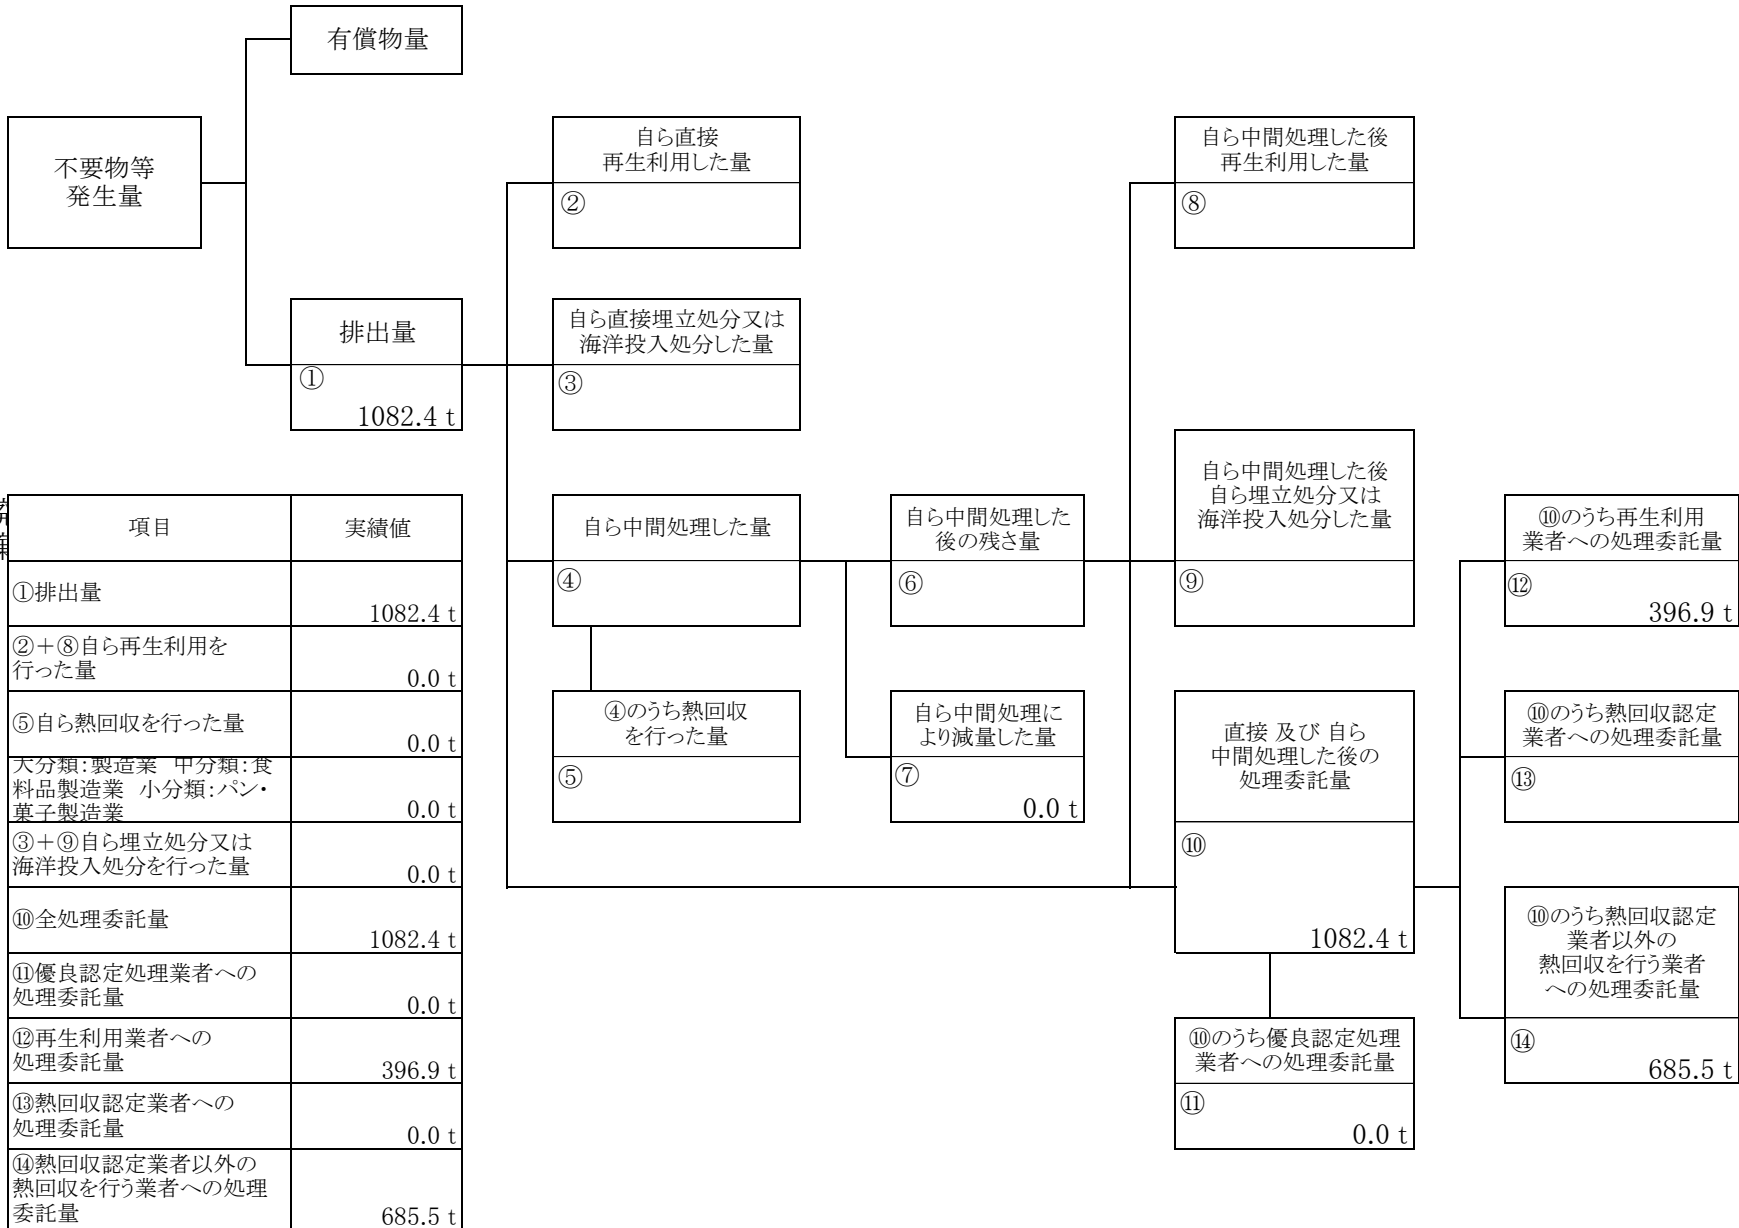 有償物量
不要物等
発生量
自ら直接
再生利用した量
②
自ら中間処理した後
再生利用した量
⑧
排出量
①
1082.4 t
自ら直接埋立処分又は
海洋投入処分した量
③
自ら中間処理した量
④
自ら中間処理した
後の残さ量
⑥
自ら中間処理した後
自ら埋立処分又は
海洋投入処分した量
⑨
⑩のうち再生利用
業者への処理委託量
⑫
396.9 t
④のうち熱回収
を行った量
⑤
自ら中間処理に
より減量した量
⑦
0.0 t
直接 及び 自ら
中間処理した後の
処理委託量
⑩
1082.4 t
⑩のうち熱回収認定
業者への処理委託量
⑬
⑩のうち熱回収認定
業者以外の
熱回収を行う業者
への処理委託量
⑭
685.5 t
⑩のうち優良認定処理
業者への処理委託量
⑪
0.0 t
項目 実績値
①排出量
1082.4 t
②＋⑧自ら再生利用を
行った量
0.0 t
⑤自ら熱回収を行った量
0.0 t
大分類：製造業 中分類：食
料品製造業 小分類：パン・
菓子製造業
0.0 t
③＋⑨自ら埋立処分又は
海洋投入処分を行った量
0.0 t
⑩全処理委託量
1082.4 t
⑪優良認定処理業者への
処理委託量
0.0 t
⑫再生利用業者への
処理委託量
396.9 t
⑬熱回収認定業者への
処理委託量
0.0 t
⑭熱回収認定業者以外の
熱回収を行う業者への処理
委託量
685.5 t